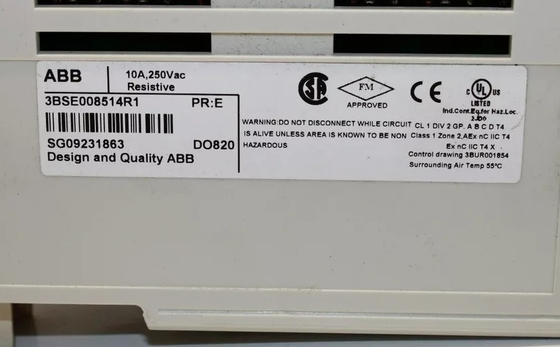 ABB
10A,250Vac
Resistive
3BSE008514R1 PR:E
SG09231863 DO820
Design and Quality ABB
FM
APPROVED
CE
C UL US
LISTED
Ind.Cont.Eq.for Haz.Loc.
WARNING:DO NOT DISCONNECT WHILE CIRCUIT
IS ALIVE UNLESS AREA IS KNOWN TO BE NON
HAZARDOUS
CL 1 DIV 2 GP. A B C D T4
Class 1 Zone 2,AEx nC IIC T4
Ex nC IIC T4 X
Control drawing 3BUR001854
Surrounding Air Temp 55°C